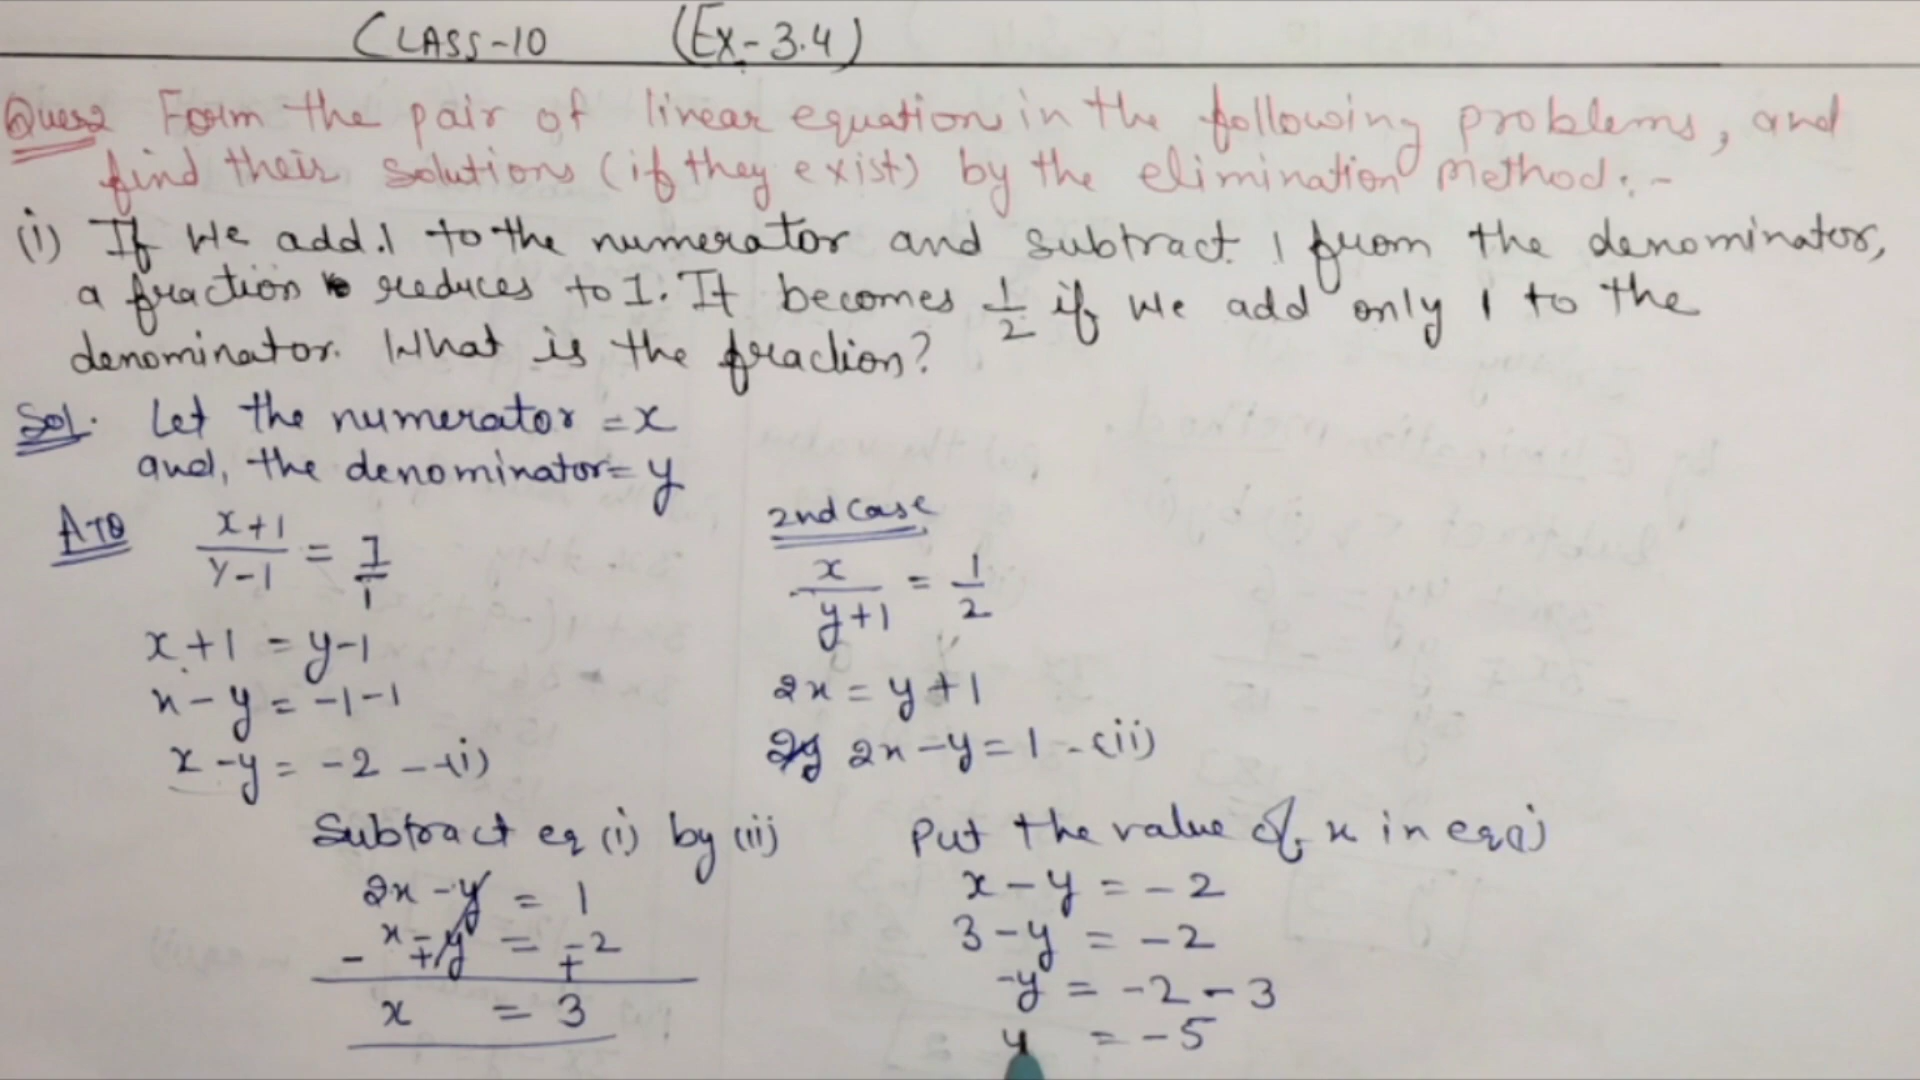 CLASS-10 (Ex-3.4)
Ques2 Form the pair of linear equations in the following problems, and
find their solutions (if they exist) by the elimination method:-
(i) If we add 1 to the numerator and subtract 1 from the denominator,
a fraction reduces to 1. It becomes 1/2 if we add only 1 to the
denominator. What is the fraction?
Sol. Let the numerator = x
and, the denominator = y
ATQ
x+1/y-1 = 1/1
x+1 = y-1
x-y = -1-1
x-y = -2 -(i)
2nd case
x/y+1 = 1/2
2x = y+1
2y 2x-y = 1 -(ii)
Subtract eq (i) by (ii)
2x-y = 1
x-y = -2
- + +
x = 3
Put the value of x in eq(i)
x-y = -2
3-y = -2
-y = -2-3
y = -5